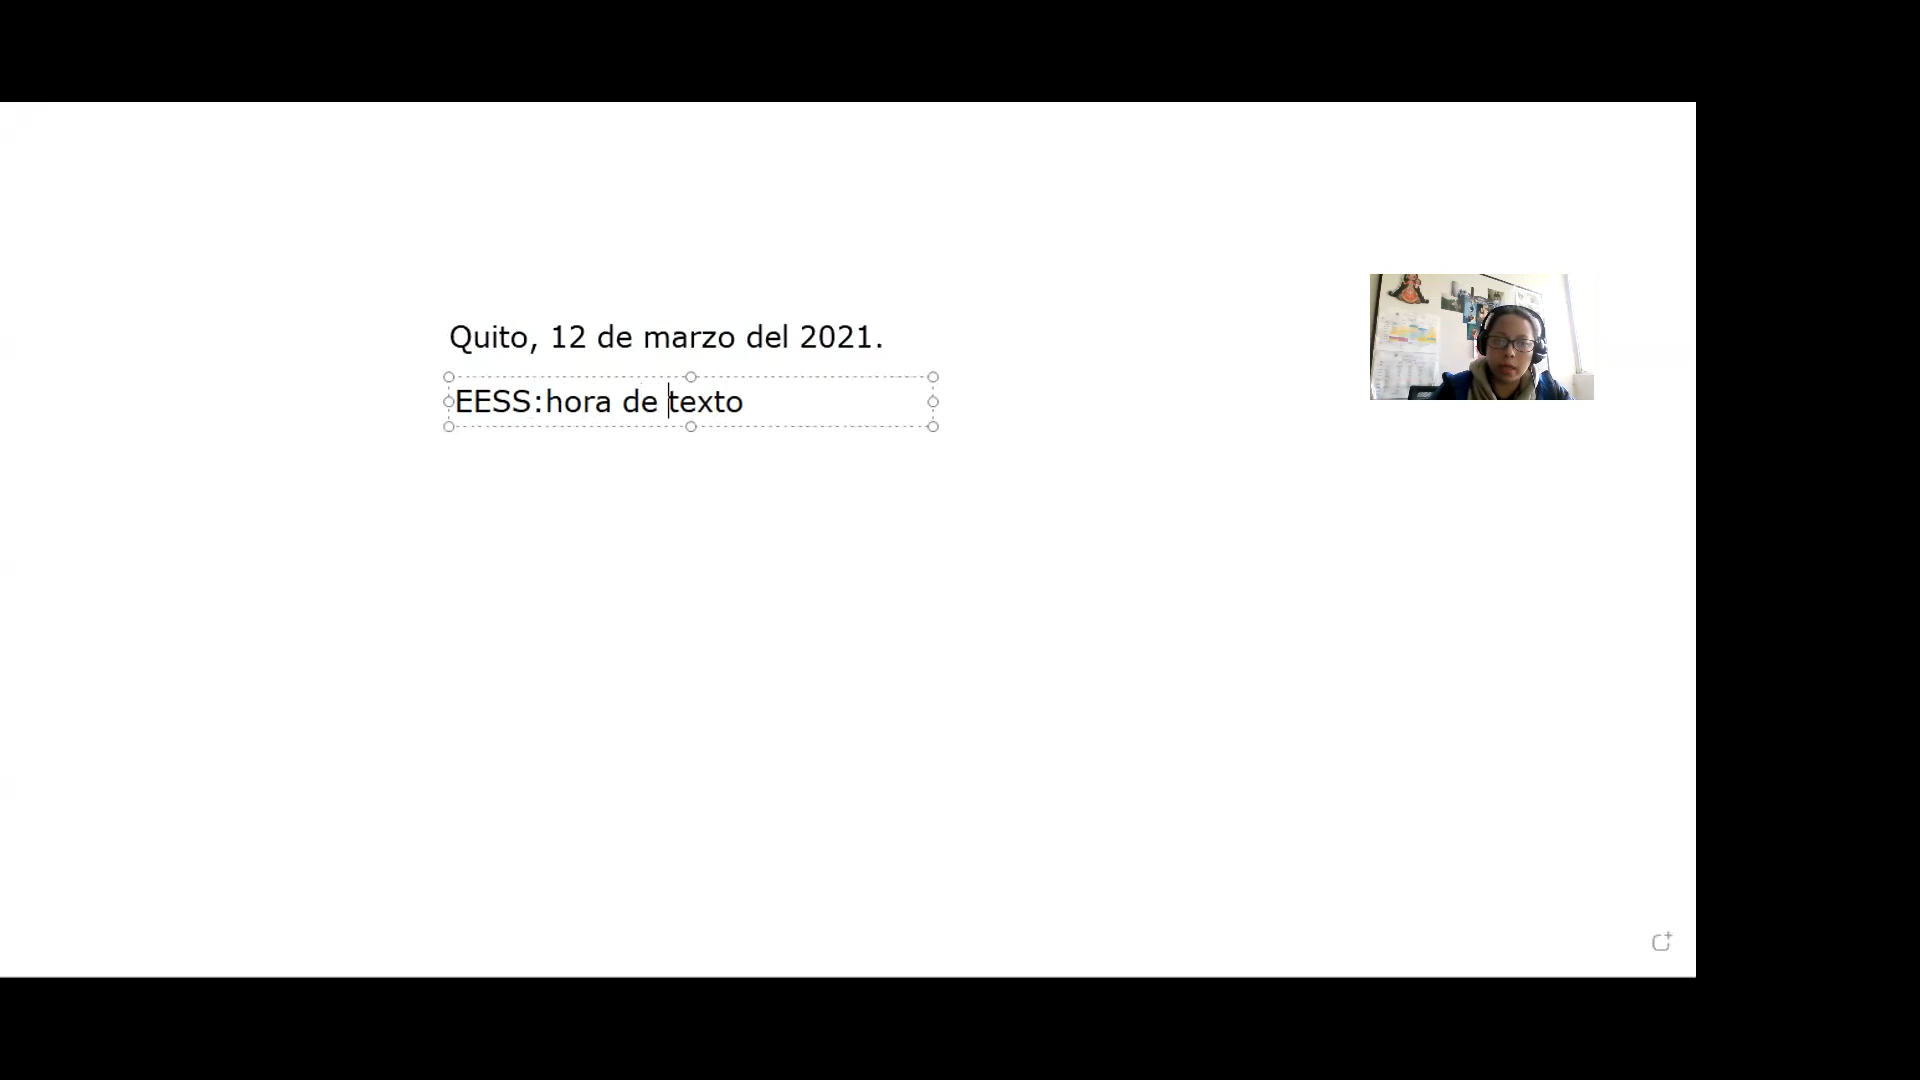 Quito, 12 de marzo del 2021.
EESS:hora de texto